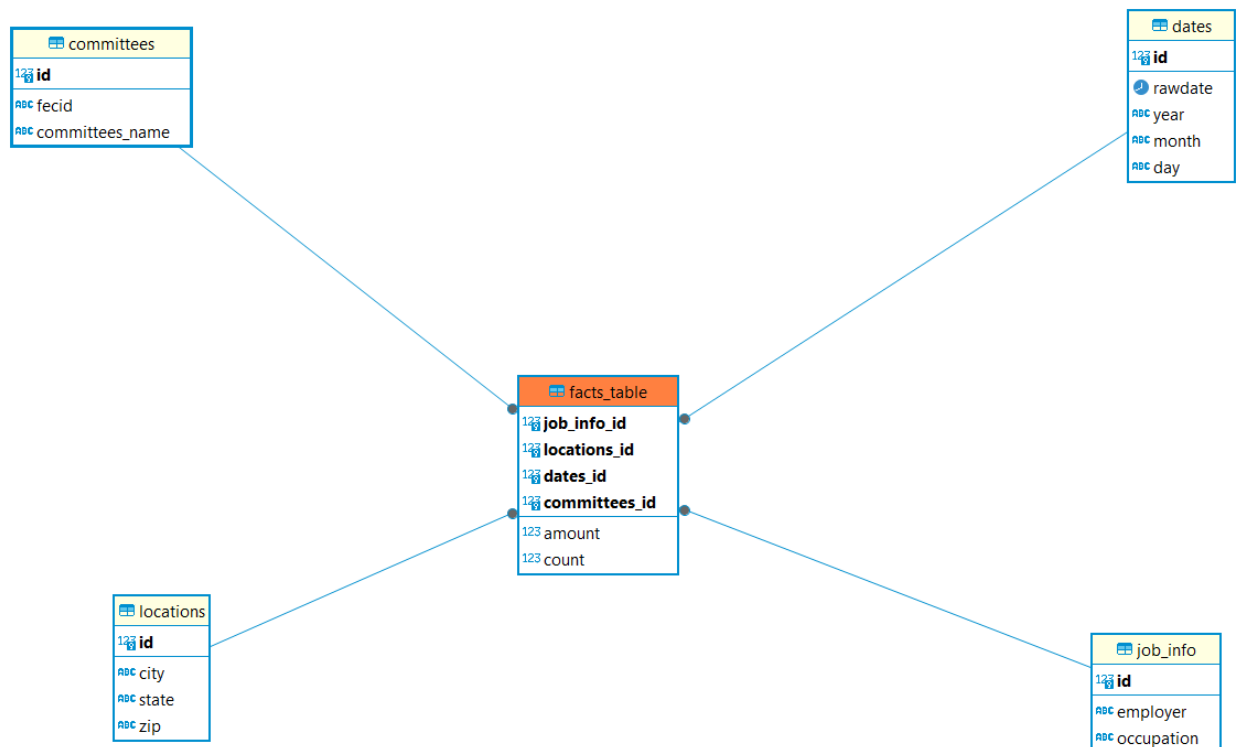 committees
id
fecid
committees_name
dates
id
rawdate
year
month
day
facts_table
job_info_id
locations_id
dates_id
committees_id
amount
count
locations
id
city
state
zip
job_info
id
employer
occupation